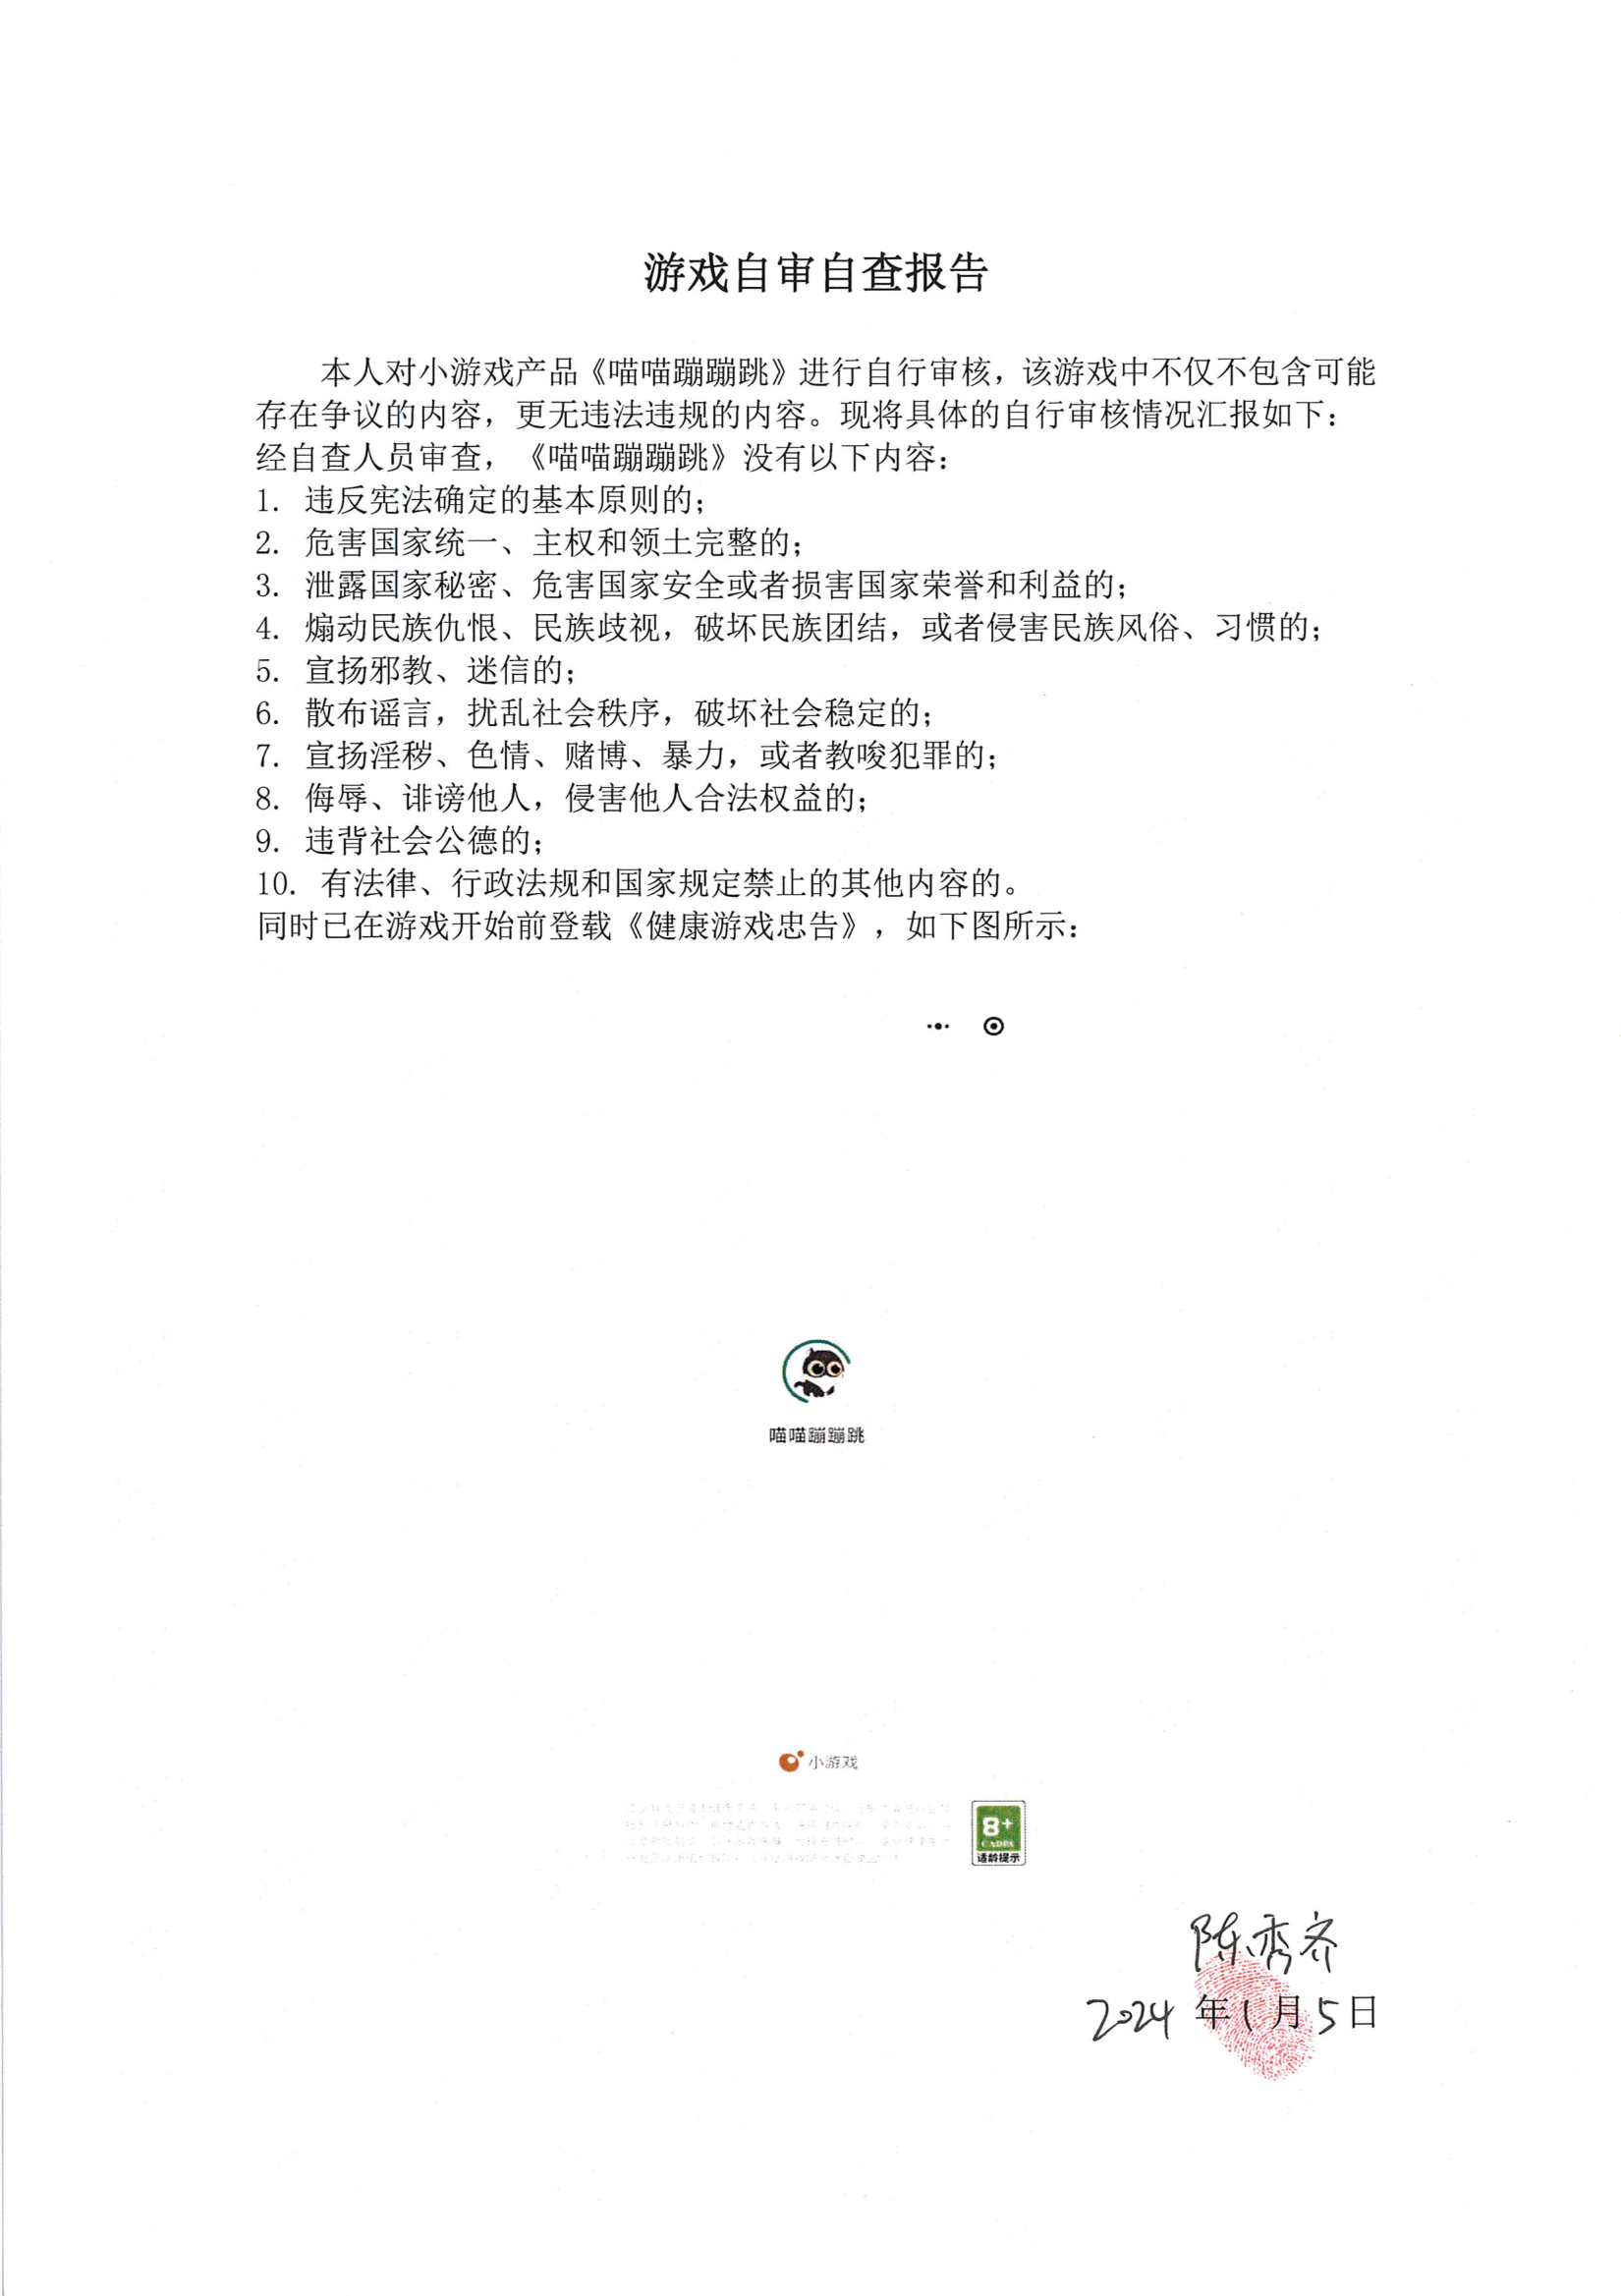 游戏自审自查报告
本人对小游戏产品《喵喵蹦蹦跳》进行自行审核，该游戏中不仅不包含可能
存在争议的内容，更无违法违规的内容。现将具体的自行审核情况汇报如下：
经自查人员审查，《喵喵蹦蹦跳》没有以下内容：
1. 违反宪法确定的基本原则的；
2. 危害国家统一、主权和领土完整的；
3. 泄露国家秘密、危害国家安全或者损害国家荣誉和利益的；
4. 煽动民族仇恨、民族歧视，破坏民族团结，或者侵害民族风俗、习惯的；
5. 宣扬邪教、迷信的；
6. 散布谣言，扰乱社会秩序，破坏社会稳定的；
7. 宣扬淫秽、色情、赌博、暴力，或者教唆犯罪的；
8. 侮辱、诽谤他人，侵害他人合法权益的；
9. 违背社会公德的；
10. 有法律、行政法规和国家规定禁止的其他内容的。
同时已在游戏开始前登载《健康游戏忠告》，如下图所示：
喵喵蹦蹦跳
小游戏
8+
CADPA
适龄提示
陈秀齐
2024年1月5日